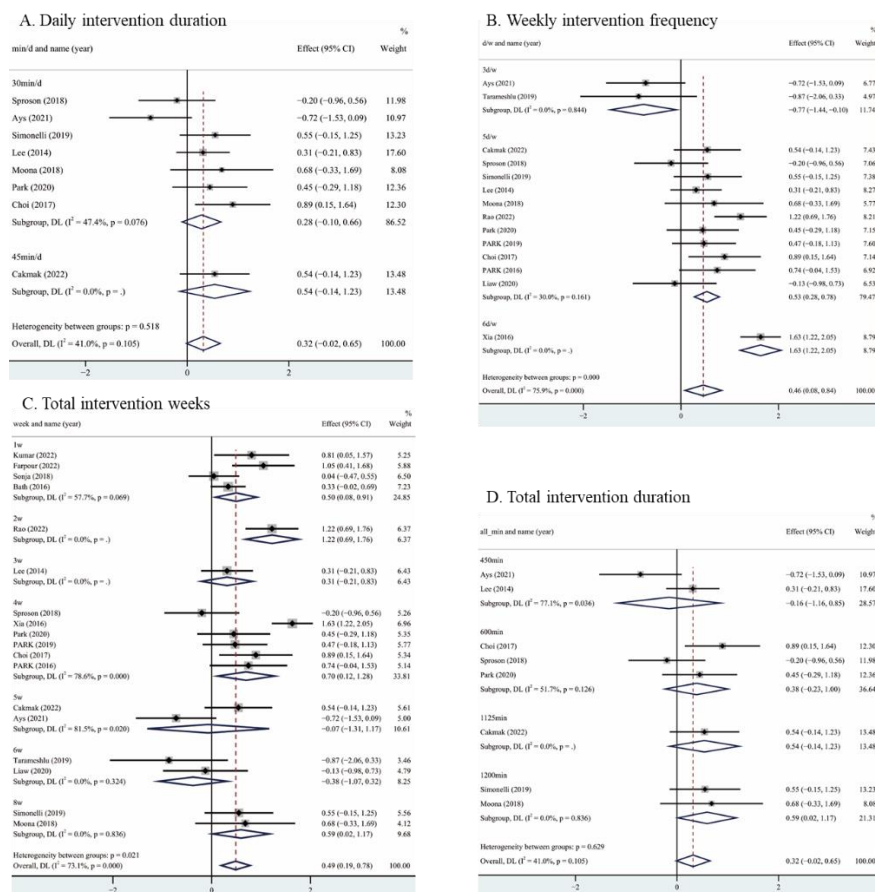 A. Daily intervention duration
%
min/d and name (year) Effect (95% CI) Weight
30min/d
Sproson (2018) −0.20 (−0.96, 0.56) 11.98
Ays (2021) −0.72 (−1.53, 0.09) 10.97
Simonelli (2019) 0.55 (−0.15, 1.25) 13.23
Lee (2014) 0.31 (−0.21, 0.83) 17.60
Moona (2018) 0.68 (−0.33, 1.69) 8.08
Park (2020) 0.45 (−0.29, 1.18) 12.36
Choi (2017) 0.89 (0.15, 1.64) 12.30
Subgroup, DL (I² = 47.4%, p = 0.076) 0.28 (−0.10, 0.66) 86.52
45min/d
Cakmak (2022) 0.54 (−0.14, 1.23) 13.48
Subgroup, DL (I² = 0.0%, p = .) 0.54 (−0.14, 1.23) 13.48
Heterogeneity between groups: p = 0.518
Overall, DL (I² = 41.0%, p = 0.105) 0.32 (−0.02, 0.65) 100.00
−2 0 2
B. Weekly intervention frequency
%
d/w and name (year) Effect (95% CI) Weight
3d/w
Ays (2021) −0.72 (−1.53, 0.09) 6.77
Tarameshlu (2019) −0.87 (−2.06, 0.33) 4.97
Subgroup, DL (I² = 0.0%, p = 0.844) −0.77 (−1.44, −0.10) 11.74
5d/w
Cakmak (2022) 0.54 (−0.14, 1.23) 7.43
Sproson (2018) −0.20 (−0.96, 0.56) 7.06
Simonelli (2019) 0.55 (−0.15, 1.25) 7.38
Lee (2014) 0.31 (−0.21, 0.83) 8.27
Moona (2018) 0.68 (−0.33, 1.69) 5.77
Rao (2022) 1.22 (0.69, 1.76) 8.21
Park (2020) 0.45 (−0.29, 1.18) 7.15
PARK (2019) 0.47 (−0.18, 1.13) 7.60
Choi (2017) 0.89 (0.15, 1.64) 7.14
PARK (2016) 0.74 (−0.04, 1.53) 6.92
Liaw (2020) −0.13 (−0.98, 0.73) 6.53
Subgroup, DL (I² = 30.0%, p = 0.161) 0.53 (0.28, 0.78) 79.47
6d/w
Xia (2016) 1.63 (1.22, 2.05) 8.79
Subgroup, DL (I² = 0.0%, p = .) 1.63 (1.22, 2.05) 8.79
Heterogeneity between groups: p = 0.000
Overall, DL (I² = 75.9%, p = 0.000) 0.46 (0.08, 0.84) 100.00
−2 0 2
C. Total intervention weeks
%
week and name (year) Effect (95% CI) Weight
1w
Kumar (2022) 0.81 (0.05, 1.57) 5.25
Farpour (2022) 1.05 (0.41, 1.68) 5.88
Sonja (2018) 0.04 (−0.47, 0.55) 6.50
Bath (2016) 0.33 (−0.02, 0.69) 7.23
Subgroup, DL (I² = 57.7%, p = 0.069) 0.50 (0.08, 0.91) 24.85
2w
Rao (2022) 1.22 (0.69, 1.76) 6.37
Subgroup, DL (I² = 0.0%, p = .) 1.22 (0.69, 1.76) 6.37
3w
Lee (2014) 0.31 (−0.21, 0.83) 6.43
Subgroup, DL (I² = 0.0%, p = .) 0.31 (−0.21, 0.83) 6.43
4w
Sproson (2018) −0.20 (−0.96, 0.56) 5.26
Xia (2016) 1.63 (1.22, 2.05) 6.96
Park (2020) 0.45 (−0.29, 1.18) 5.35
PARK (2019) 0.47 (−0.18, 1.13) 5.77
Choi (2017) 0.89 (0.15, 1.64) 5.34
PARK (2016) 0.74 (−0.04, 1.53) 5.14
Subgroup, DL (I² = 78.6%, p = 0.000) 0.70 (0.12, 1.28) 33.81
5w
Cakmak (2022) 0.54 (−0.14, 1.23) 5.61
Ays (2021) −0.72 (−1.53, 0.09) 5.00
Subgroup, DL (I² = 81.5%, p = 0.020) −0.07 (−1.31, 1.17) 10.61
6w
Tarameshlu (2019) −0.87 (−2.06, 0.33) 3.46
Liaw (2020) −0.13 (−0.98, 0.73) 4.79
Subgroup, DL (I² = 0.0%, p = 0.324) −0.38 (−1.07, 0.32) 8.25
8w
Simonelli (2019) 0.55 (−0.15, 1.25) 5.56
Moona (2018) 0.68 (−0.33, 1.69) 4.12
Subgroup, DL (I² = 0.0%, p = 0.836) 0.59 (0.02, 1.17) 9.68
Heterogeneity between groups: p = 0.021
Overall, DL (I² = 73.1%, p = 0.000) 0.49 (0.19, 0.78) 100.00
−2 0 2
D. Total intervention duration
%
all_min and name (year) Effect (95% CI) Weight
450min
Ays (2021) −0.72 (−1.53, 0.09) 10.97
Lee (2014) 0.31 (−0.21, 0.83) 17.60
Subgroup, DL (I² = 77.1%, p = 0.036) −0.16 (−1.16, 0.85) 28.57
600min
Choi (2017) 0.89 (0.15, 1.64) 12.30
Sproson (2018) −0.20 (−0.96, 0.56) 11.98
Park (2020) 0.45 (−0.29, 1.18) 12.36
Subgroup, DL (I² = 51.7%, p = 0.126) 0.38 (−0.23, 1.00) 36.64
1125min
Cakmak (2022) 0.54 (−0.14, 1.23) 13.48
Subgroup, DL (I² = 0.0%, p = .) 0.54 (−0.14, 1.23) 13.48
1200min
Simonelli (2019) 0.55 (−0.15, 1.25) 13.23
Moona (2018) 0.68 (−0.33, 1.69) 8.08
Subgroup, DL (I² = 0.0%, p = 0.836) 0.59 (0.02, 1.17) 21.31
Heterogeneity between groups: p = 0.629
Overall, DL (I² = 41.0%, p = 0.105) 0.32 (−0.02, 0.65) 100.00
−2 0 2